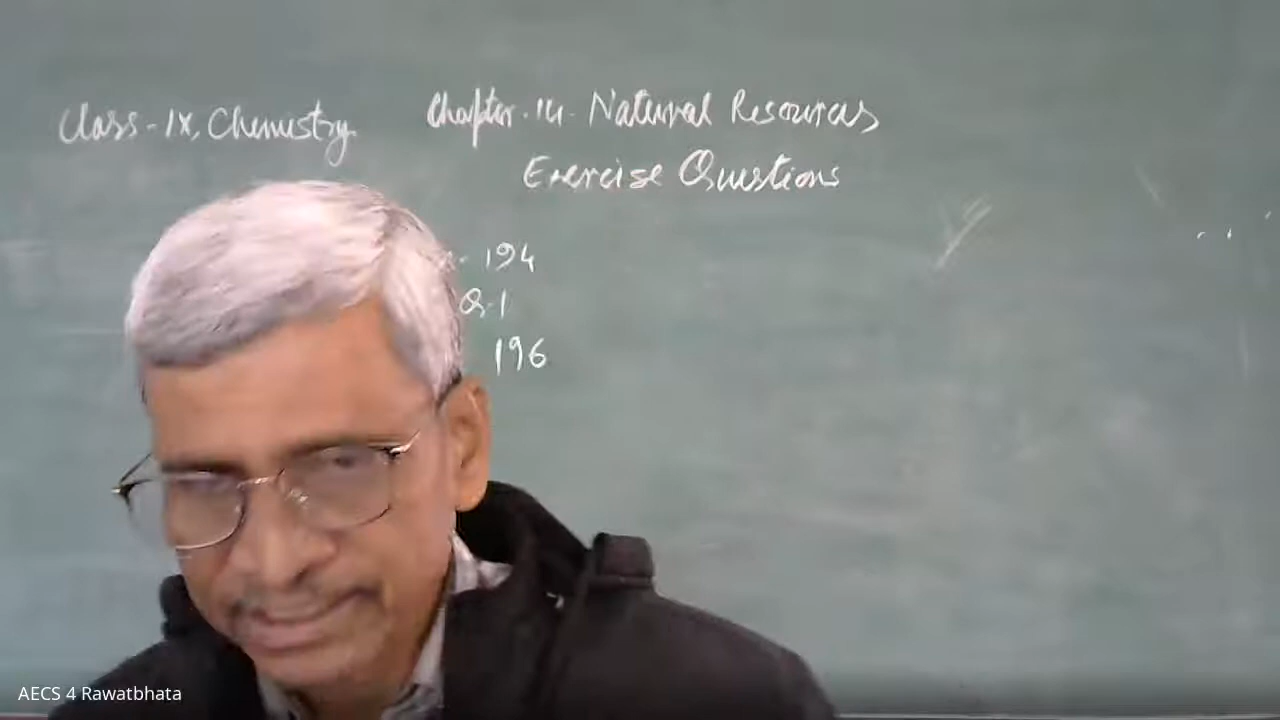 Class-IX, Chemistry
Chapter-14. Natural Resources
Exercise Questions
194
Q.1
196
AECS 4 Rawatbhata